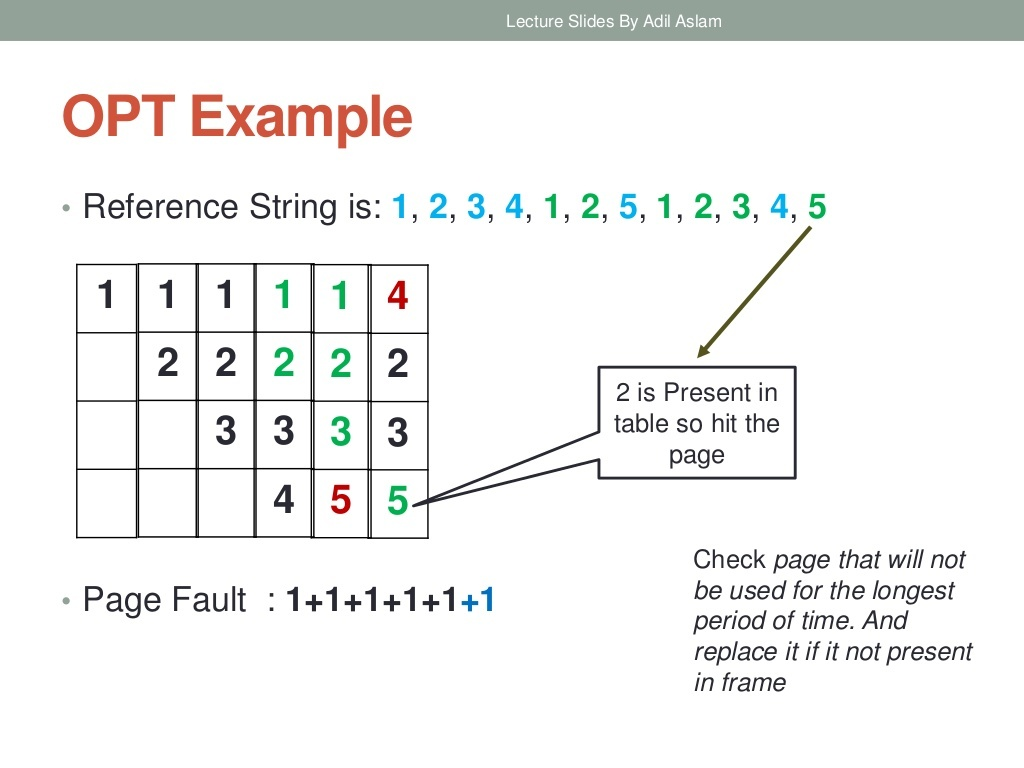 Lecture Slides By Adil Aslam
OPT Example
• Reference String is: 1, 2, 3, 4, 1, 2, 5, 1, 2, 3, 4, 5
1 1 1 1 1 4
2 2 2 2 2
3 3 3 3
4 5 5
2 is Present in
table so hit the
page
Check page that will not
be used for the longest
period of time. And
replace it if it not present
in frame
• Page Fault : 1+1+1+1+1+1